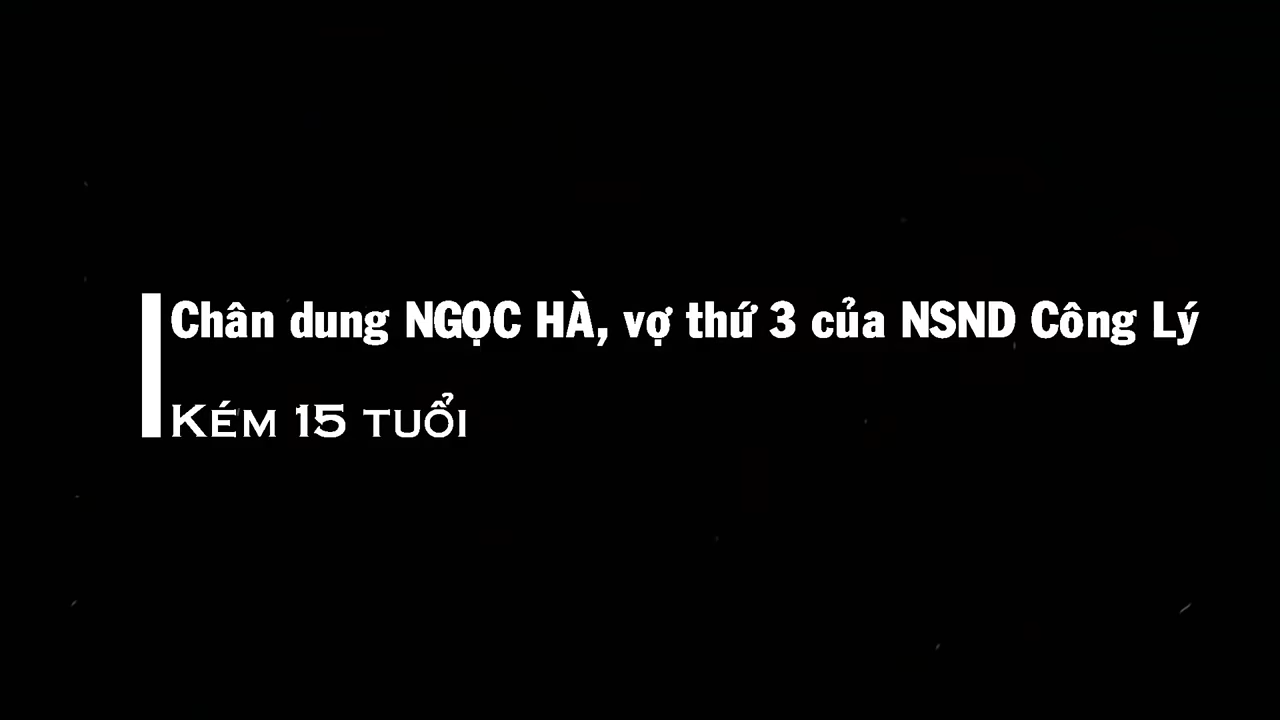 Chân dung NGỌC HÀ, vợ thứ 3 của NSND Công Lý
Kém 15 tuổi